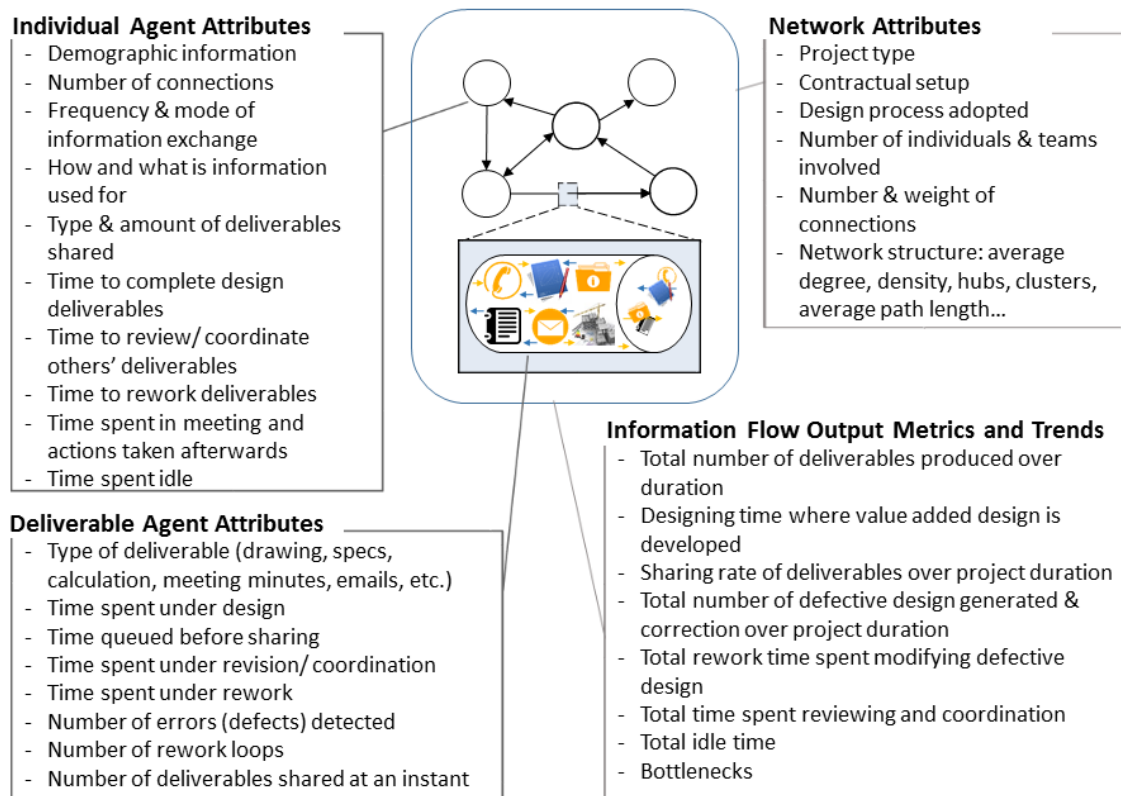 Individual Agent Attributes
- Demographic information
- Number of connections
- Frequency & mode of
information exchange
- How and what is information
used for
- Type & amount of deliverables
shared
- Time to complete design
deliverables
- Time to review/ coordinate
others’ deliverables
- Time to rework deliverables
- Time spent in meeting and
actions taken afterwards
- Time spent idle
Network Attributes
- Project type
- Contractual setup
- Design process adopted
- Number of individuals & teams
involved
- Number & weight of
connections
- Network structure: average
degree, density, hubs, clusters,
average path length...
Deliverable Agent Attributes
- Type of deliverable (drawing, specs,
calculation, meeting minutes, emails, etc.)
- Time spent under design
- Time queued before sharing
- Time spent under revision/ coordination
- Time spent under rework
- Number of errors (defects) detected
- Number of rework loops
- Number of deliverables shared at an instant
Information Flow Output Metrics and Trends
- Total number of deliverables produced over
duration
- Designing time where value added design is
developed
- Sharing rate of deliverables over project duration
- Total number of defective design generated &
correction over project duration
- Total rework time spent modifying defective
design
- Total time spent reviewing and coordination
- Total idle time
- Bottlenecks